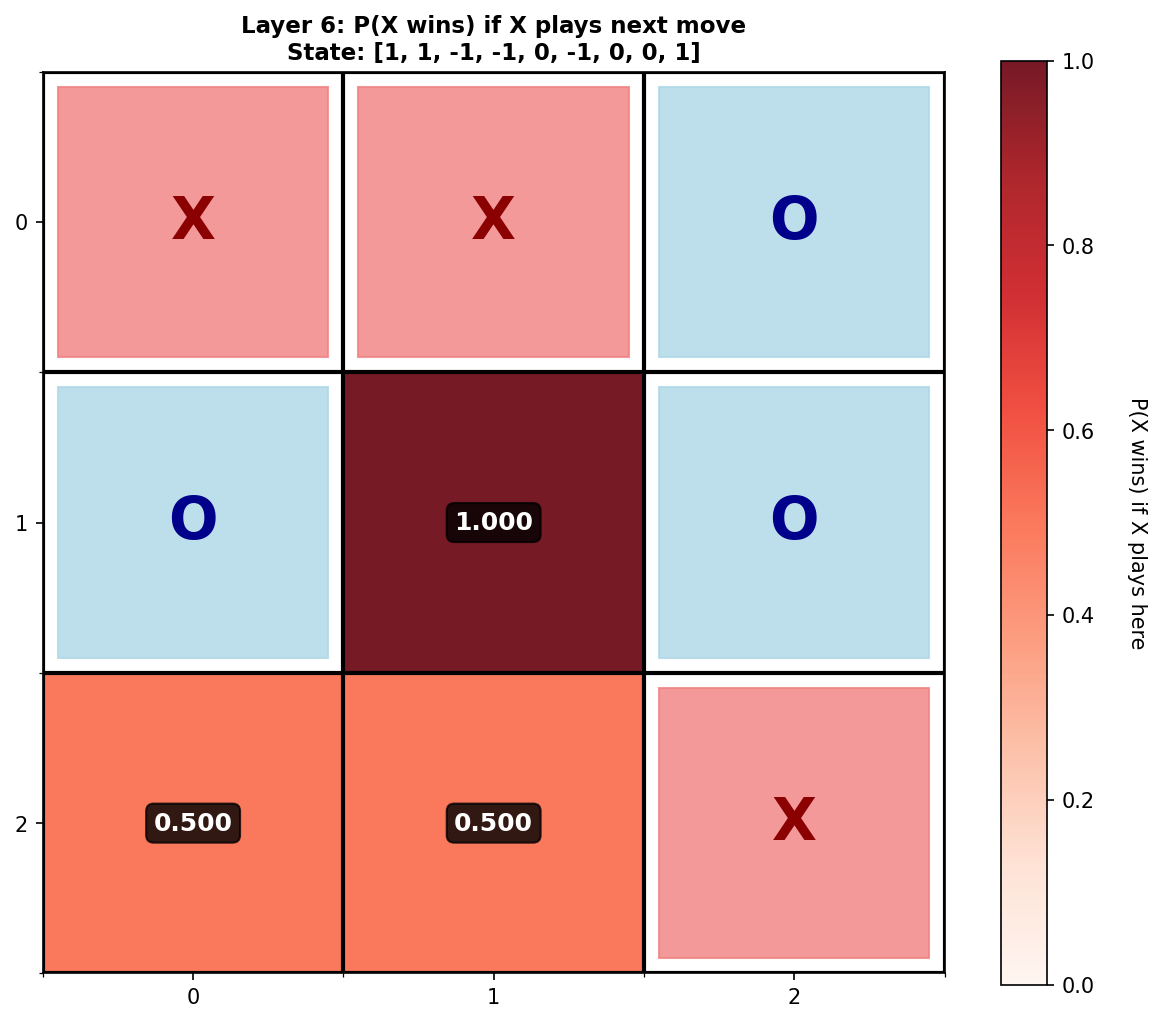 Layer 6: P(X wins) if X plays next move
State: [1, 1, -1, -1, 0, -1, 0, 0, 1]
X X O
O 1.000 O
0.500 0.500 X
0
1
2
0 1 2
1.0
0.8
0.6
0.4
0.2
0.0
P(X wins) if X plays here